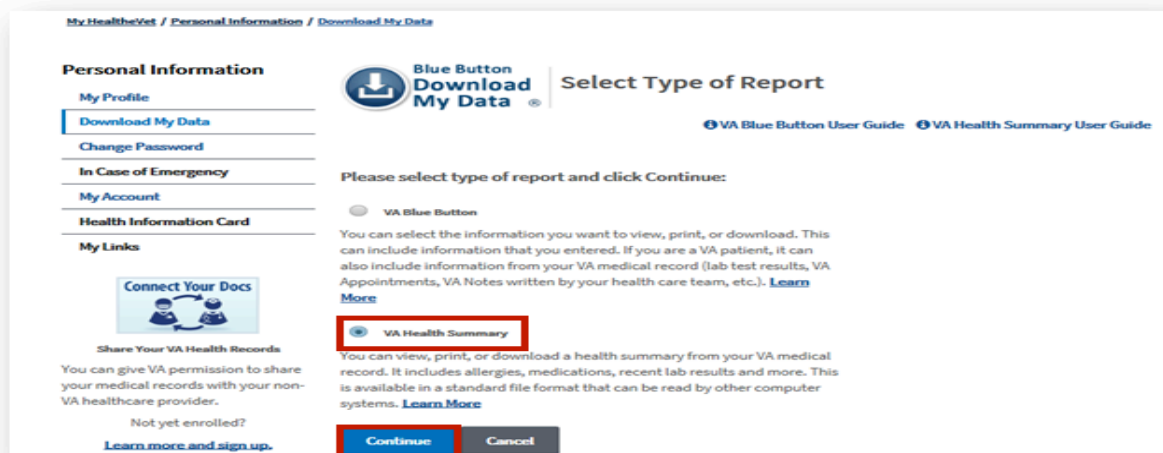 My HealtheVet / Personal Information / Download My Data
Personal Information
My Profile
Download My Data
Change Password
In Case of Emergency
My Account
Health Information Card
My Links
Connect Your Docs
Share Your VA Health Records
You can give VA permission to share
your medical records with your non-
VA healthcare provider.
Not yet enrolled?
Learn more and sign up.
Blue Button
Download
My Data ®
Select Type of Report
VA Blue Button User Guide VA Health Summary User Guide
Please select type of report and click Continue:
VA Blue Button
You can select the information you want to view, print, or download. This
can include information that you entered. If you are a VA patient, it can
also include information from your VA medical record (lab test results, VA
Appointments, VA Notes written by your health care team, etc.). Learn
More
VA Health Summary
You can view, print, or download a health summary from your VA medical
record. It includes allergies, medications, recent lab results and more. This
is available in a standard file format that can be read by other computer
systems. Learn More
Continue Cancel